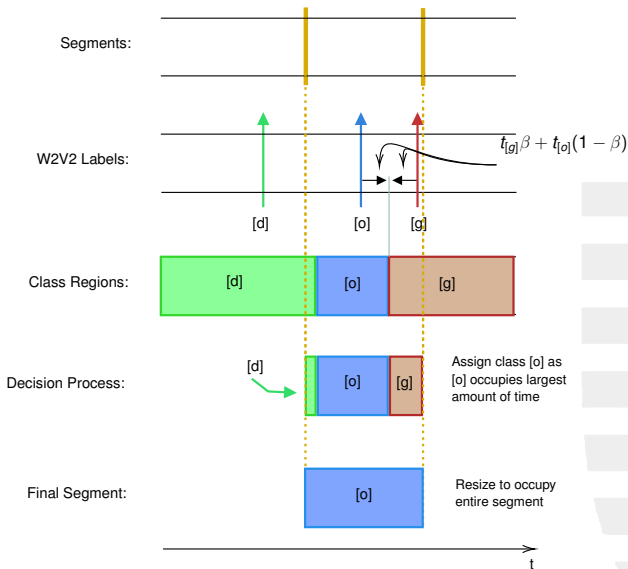 Segments:
W2V2 Labels:
t[g]β + t[o](1 − β)
[d]
[o]
[g]
Class Regions:
[d]
[o]
[g]
Decision Process:
[d]
[o]
[g]
Assign class [o] as
[o] occupies largest
amount of time
Final Segment:
[o]
Resize to occupy
entire segment
t